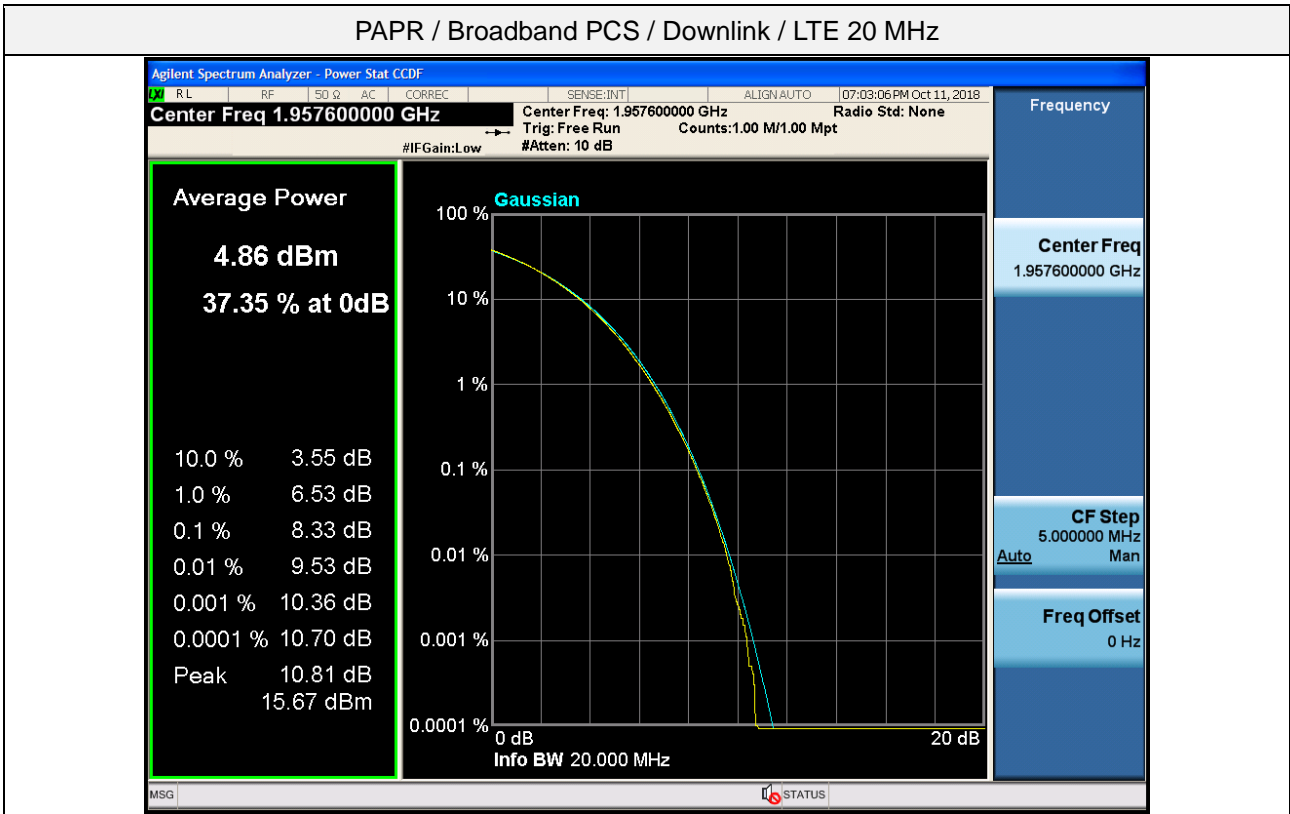 PAPR / Broadband PCS / Downlink / LTE 20 MHz
Agilent Spectrum Analyzer - Power Stat CCDF
LXI RL RF 50 Ω AC CORREC SENSE:INT ALIGN AUTO 07:03:06 PM Oct 11, 2018
Center Freq 1.957600000 GHz
Center Freq: 1.957600000 GHz Radio Std: None
Trig: Free Run Counts:1.00 M/1.00 Mpt
#IFGain:Low #Atten: 10 dB
Average Power
4.86 dBm
37.35 % at 0dB
10.0 % 3.55 dB
1.0 % 6.53 dB
0.1 % 8.33 dB
0.01 % 9.53 dB
0.001 % 10.36 dB
0.0001 % 10.70 dB
Peak 10.81 dB
15.67 dBm
Gaussian
100 %
10 %
1 %
0.1 %
0.01 %
0.001 %
0.0001 %
0 dB 20 dB
Info BW 20.000 MHz
Frequency
Center Freq
1.957600000 GHz
CF Step
5.000000 MHz
Auto Man
Freq Offset
0 Hz
MSG STATUS